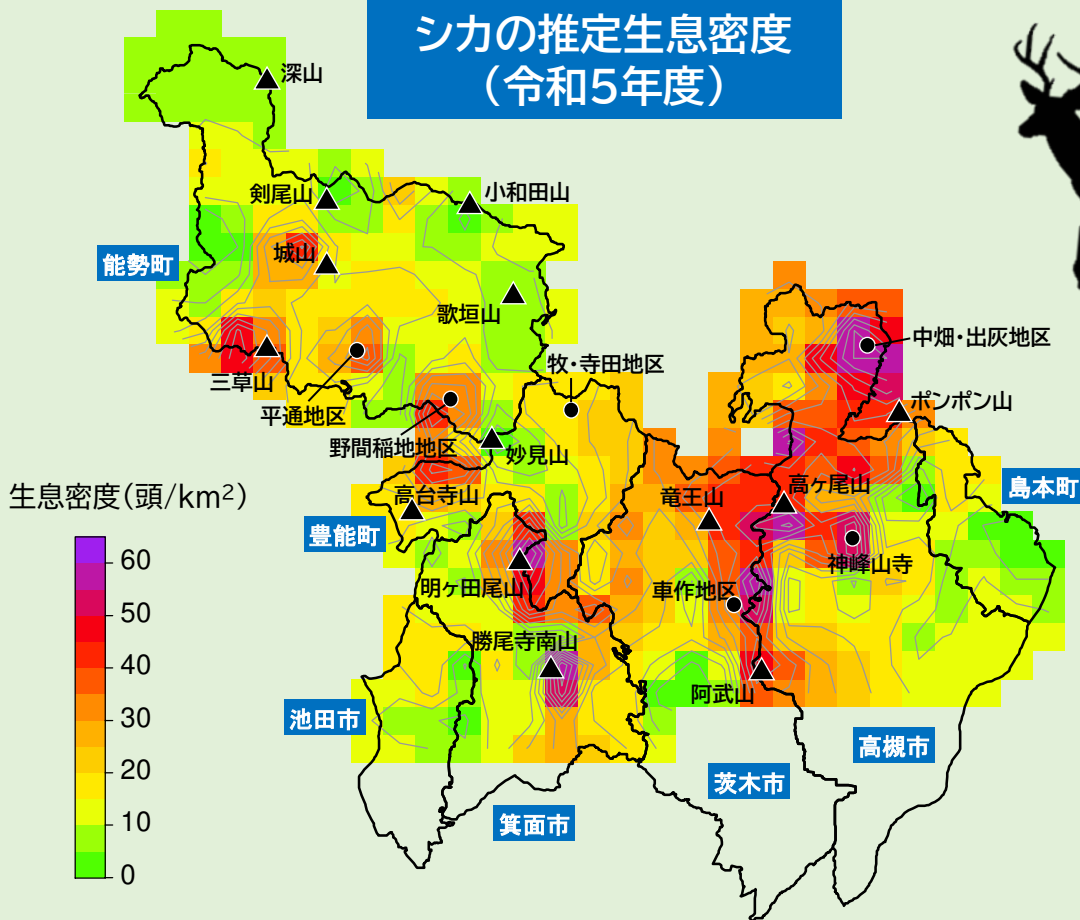 シカの推定生息密度
（令和5年度）
深山
剣尾山
小和田山
城山
能勢町
歌垣山
中畑・出灰地区
三草山
牧・寺田地区
平通地区
ポンポン山
野間稲地地区
妙見山
高台寺山
竜王山
高ヶ尾山
島本町
生息密度(頭/km²)
豊能町
神峰山寺
明ヶ田尾山
車作地区
勝尾寺南山
阿武山
池田市
高槻市
茨木市
箕面市
60
50
40
30
20
10
0